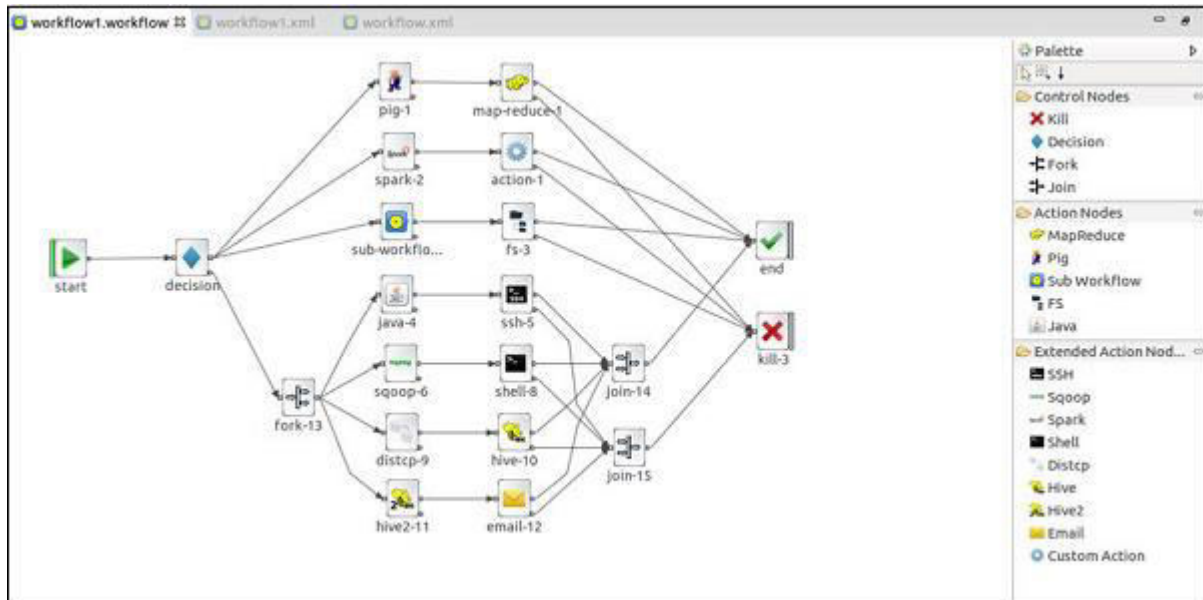 workflow1.workflow workflow1.xml workflow.xml
Palette
Control Nodes
Kill
Decision
Fork
Join
Action Nodes
MapReduce
Pig
Sub Workflow
FS
Java
Extended Action Nod...
SSH
Sqoop
Spark
Shell
Distcp
Hive
Hive2
Email
Custom Action
pig-1
map-reduce-1
spark-2
action-1
sub-workflo...
fs-3
start
decision
end
java-4
ssh-5
kill-3
sqoop-6
shell-8
join-14
fork-13
distcp-9
hive-10
join-15
hive2-11
email-12